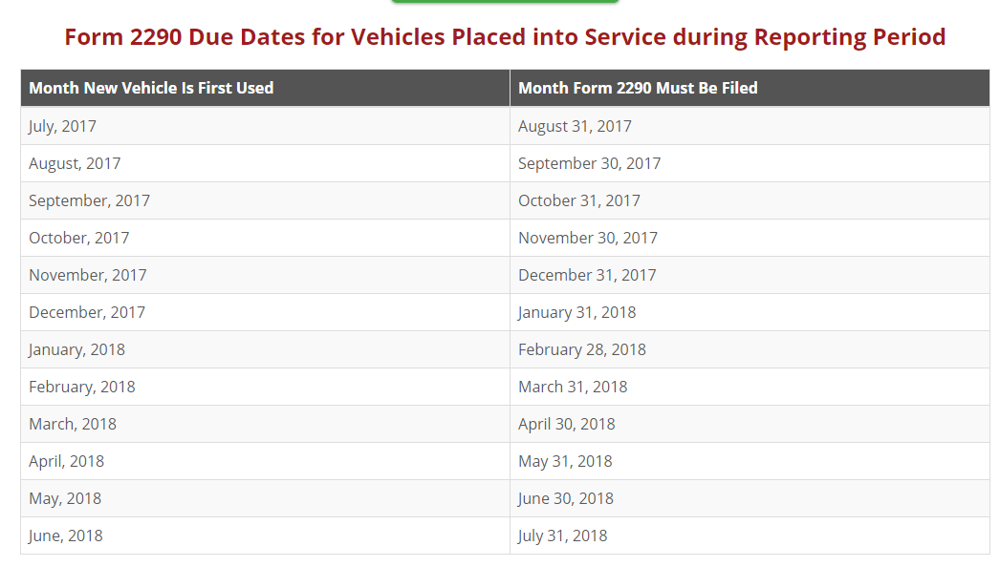 Form 2290 Due Dates for Vehicles Placed into Service during Reporting Period
Month New Vehicle Is First Used Month Form 2290 Must Be Filed
July, 2017 August 31, 2017
August, 2017 September 30, 2017
September, 2017 October 31, 2017
October, 2017 November 30, 2017
November, 2017 December 31, 2017
December, 2017 January 31, 2018
January, 2018 February 28, 2018
February, 2018 March 31, 2018
March, 2018 April 30, 2018
April, 2018 May 31, 2018
May, 2018 June 30, 2018
June, 2018 July 31, 2018